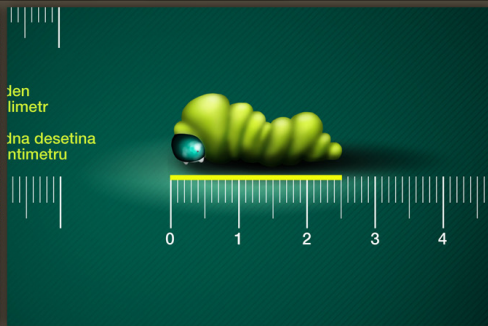 den
limetr
dna desetina
ntimetru
0 1 2 3 4